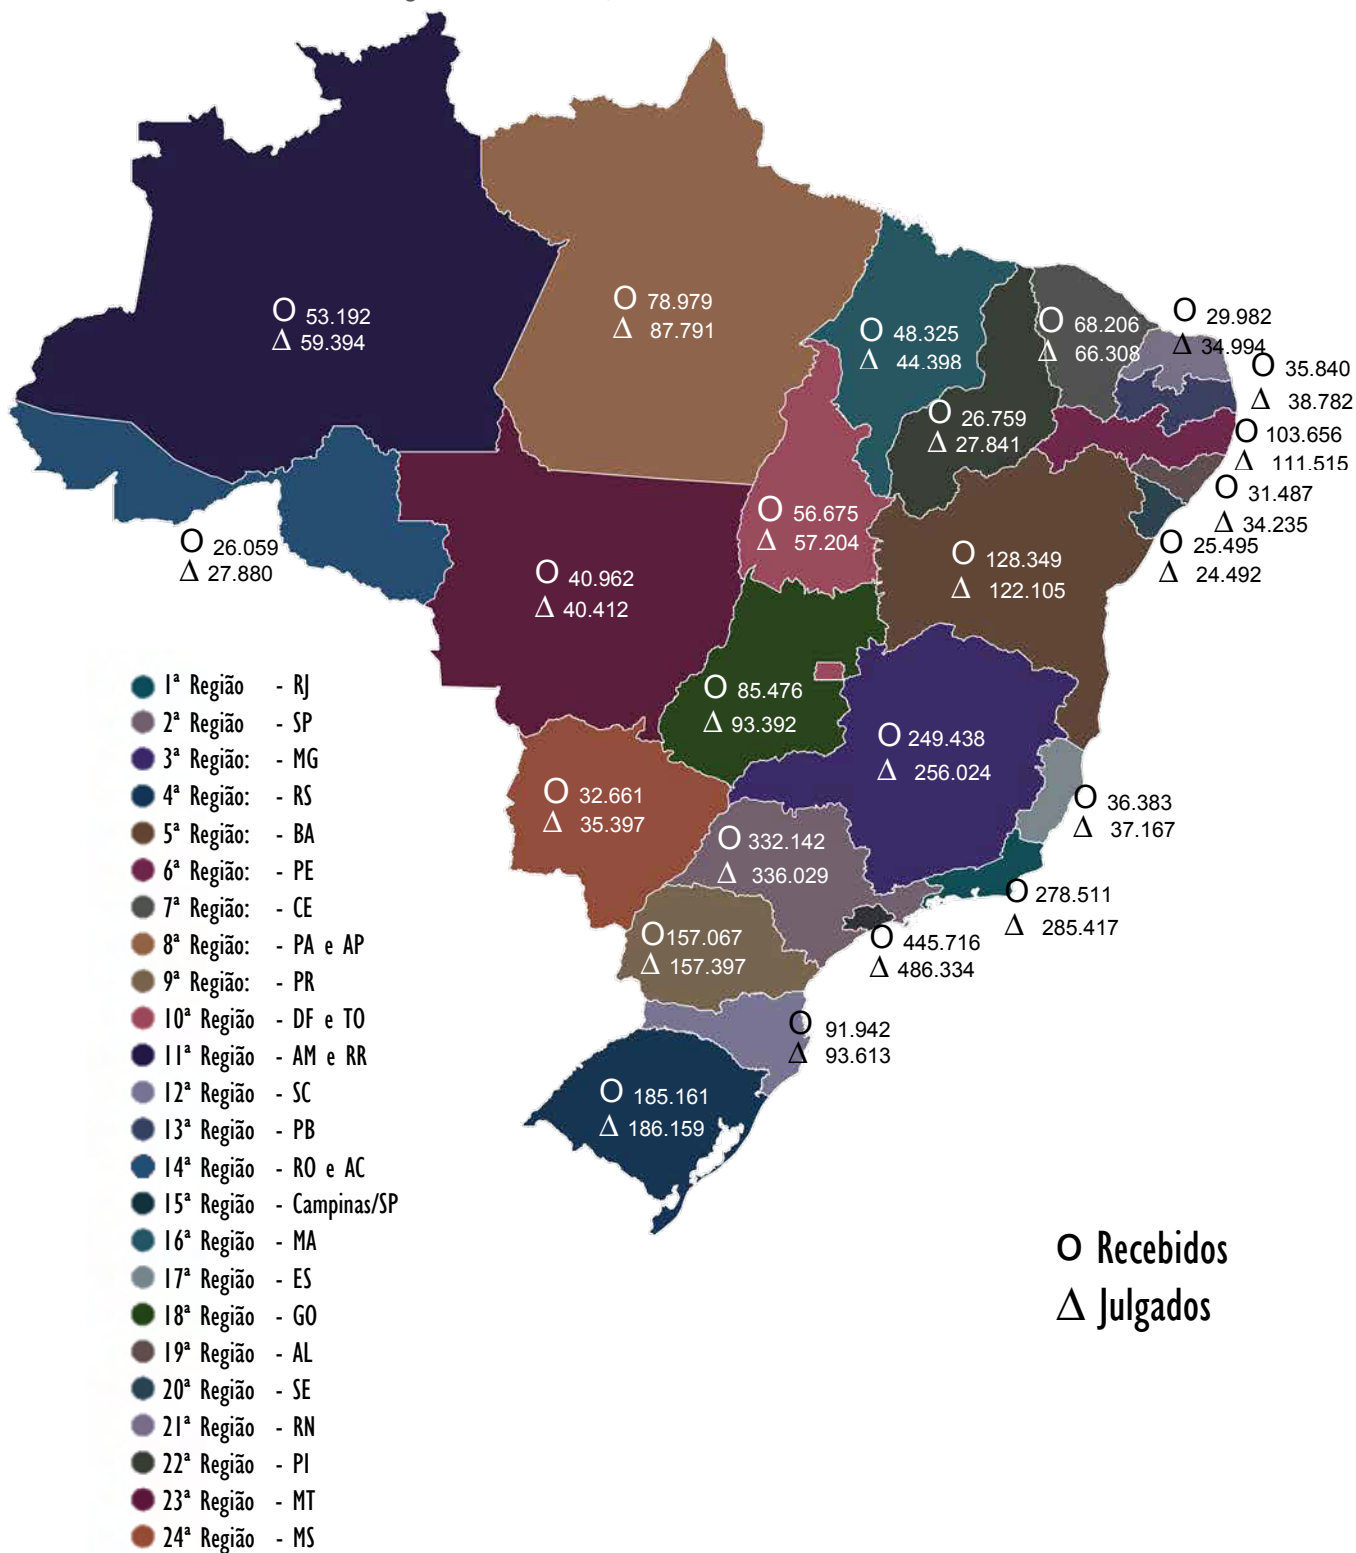 O 53.192
Δ 59.394
O 78.979
Δ 87.791
O 48.325
Δ 44.398
O 68.206
Δ 66.308
O 29.982
Δ 34.994
O 35.840
Δ 38.782
O 26.759
Δ 27.841
O 103.656
Δ 111.515
O 31.487
Δ 34.235
O 25.495
Δ 24.492
O 56.675
Δ 57.204
O 128.349
Δ 122.105
O 26.059
Δ 27.880
O 40.962
Δ 40.412
O 85.476
Δ 93.392
O 249.438
Δ 256.024
O 36.383
Δ 37.167
O 32.661
Δ 35.397
O 332.142
Δ 336.029
O 278.511
Δ 285.417
O 157.067
Δ 157.397
O 445.716
Δ 486.334
O 91.942
Δ 93.613
O 185.161
Δ 186.159
1ª Região - RJ
2ª Região - SP
3ª Região: - MG
4ª Região: - RS
5ª Região: - BA
6ª Região: - PE
7ª Região: - CE
8ª Região: - PA e AP
9ª Região: - PR
10ª Região - DF e TO
11ª Região - AM e RR
12ª Região - SC
13ª Região - PB
14ª Região - RO e AC
15ª Região - Campinas/SP
16ª Região - MA
17ª Região - ES
18ª Região - GO
19ª Região - AL
20ª Região - SE
21ª Região - RN
22ª Região - PI
23ª Região - MT
24ª Região - MS
O Recebidos
Δ Julgados